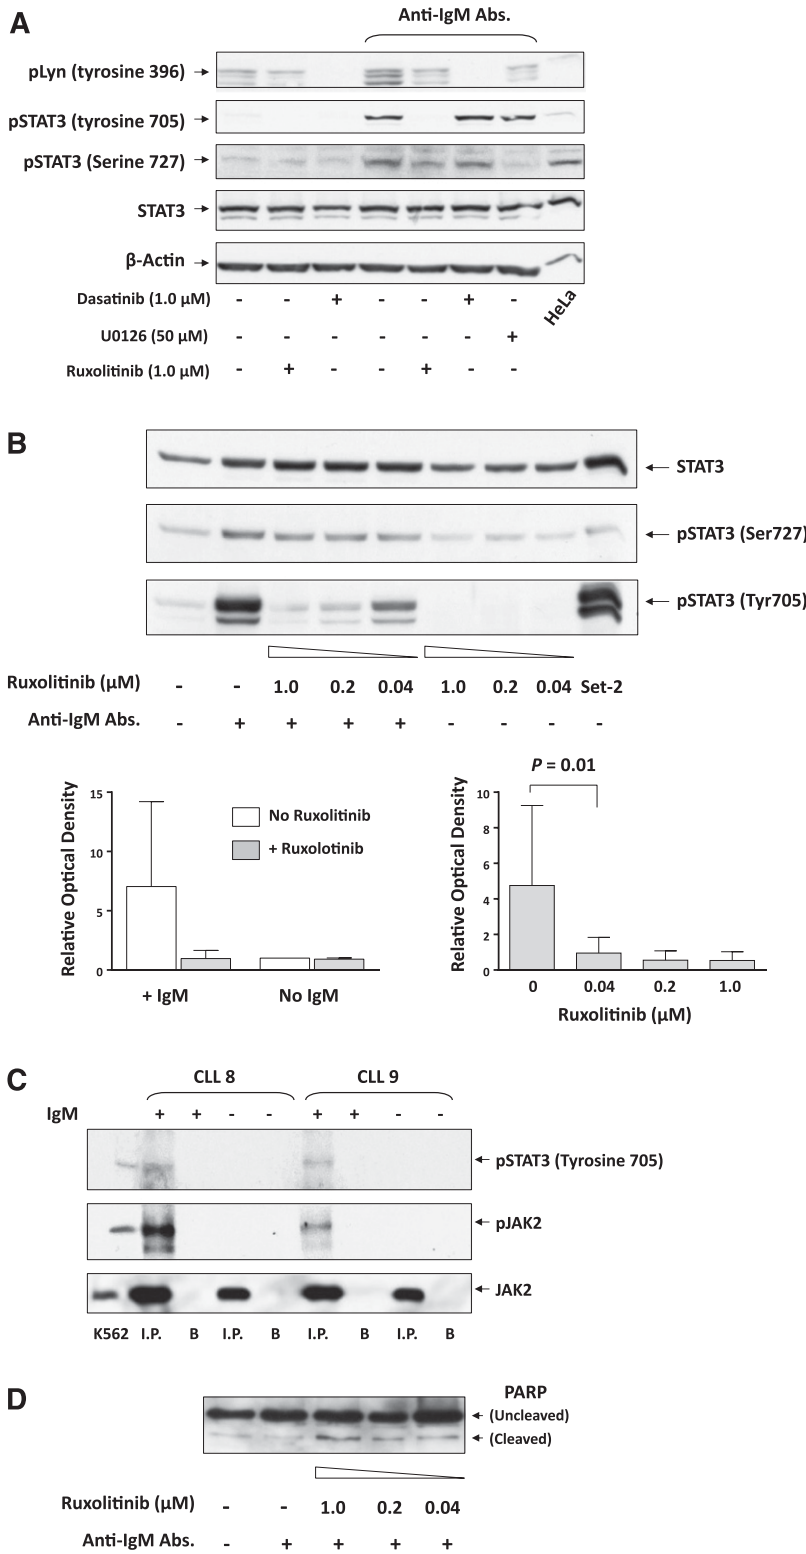 A
Anti-IgM Abs.
pLyn (tyrosine 396)
pSTAT3 (tyrosine 705)
pSTAT3 (Serine 727)
STAT3
β-Actin
Dasatinib (1.0 μM) - - + - - + - HeLa
U0126 (50 μM) - - - - - - +
Ruxolitinib (1.0 μM) - + - - + - -
B
STAT3
pSTAT3 (Ser727)
pSTAT3 (Tyr705)
Ruxolitinib (μM) - - 1.0 0.2 0.04 1.0 0.2 0.04 Set-2
Anti-IgM Abs. - + + + + - - - -
Relative Optical Density
15
10
5
0
No Ruxolitinib
+ Ruxolotinib
+ IgM No IgM
P = 0.01
Relative Optical Density
10
8
6
4
2
0
0 0.04 0.2 1.0
Ruxolitinib (μM)
C
CLL 8 CLL 9
IgM + + - - + + - -
pSTAT3 (Tyrosine 705)
pJAK2
JAK2
K562 I.P. B I.P. B I.P. B I.P. B
D
PARP
(Uncleaved)
(Cleaved)
Ruxolitinib (μM) - - 1.0 0.2 0.04
Anti-IgM Abs. - + + + +